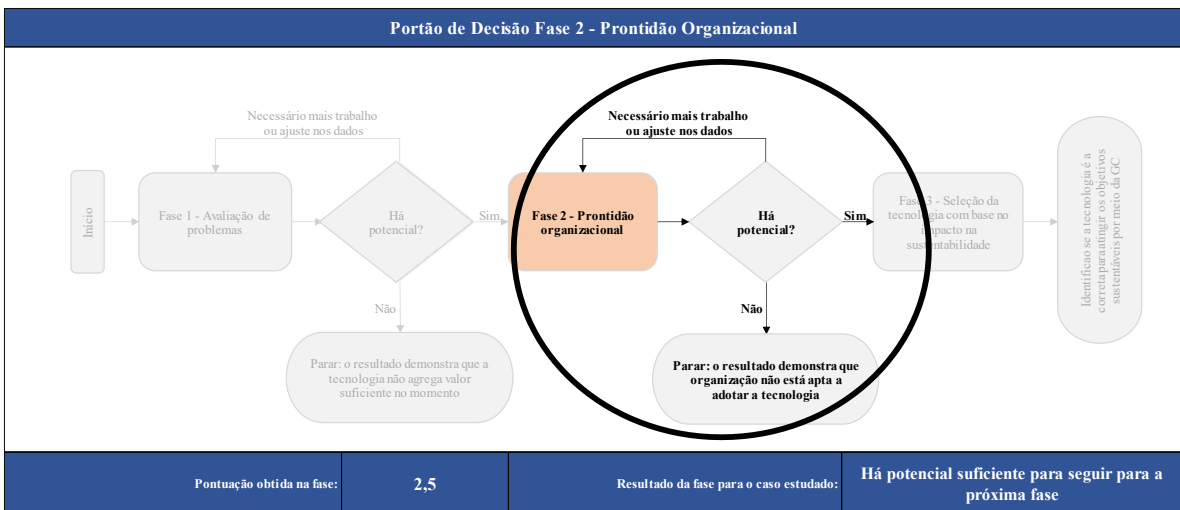 Portão de Decisão Fase 2 - Prontidão Organizacional
Necessário mais trabalho
ou ajuste nos dados
Necessário mais trabalho
ou ajuste nos dados
Início
Fase 1 - Avaliação de
problemas
Há
potencial?
Sim
Fase 2 - Prontidão
organizacional
Há
potencial?
Sim
Fase 3 - Seleção da
tecnologia com base no
impacto na
sustentabilidade
Identificao se a tecnologia é a
correta para atingir os objetivos
sustentáveis por meio da GC
Não
Não
Parar: o resultado demonstra que a
tecnologia não agrega valor
suficiente no momento
Parar: o resultado demonstra que
organização não está apta a
adotar a tecnologia
Pontuação obtida na fase:
2,5
Resultado da fase para o caso estudado:
Há potencial suficiente para seguir para a
próxima fase